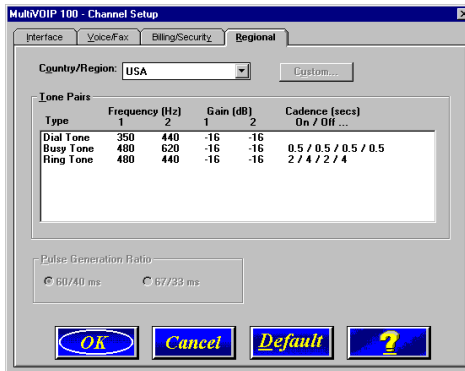 MultiVOIP 100 - Channel Setup
Interface Voice/Fax Billing/Security Regional
Country/Region: USA Custom...
Tone Pairs
Frequency (Hz) Gain (dB) Cadence (secs)
Type 1 2 1 2 On / Off ...
Dial Tone 350 440 -16 -16
Busy Tone 480 620 -16 -16 0.5 / 0.5 / 0.5 / 0.5
Ring Tone 480 440 -16 -16 2 / 4 / 2 / 4
Pulse Generation Ratio
60/40 ms 67/33 ms
OK Cancel Default ?